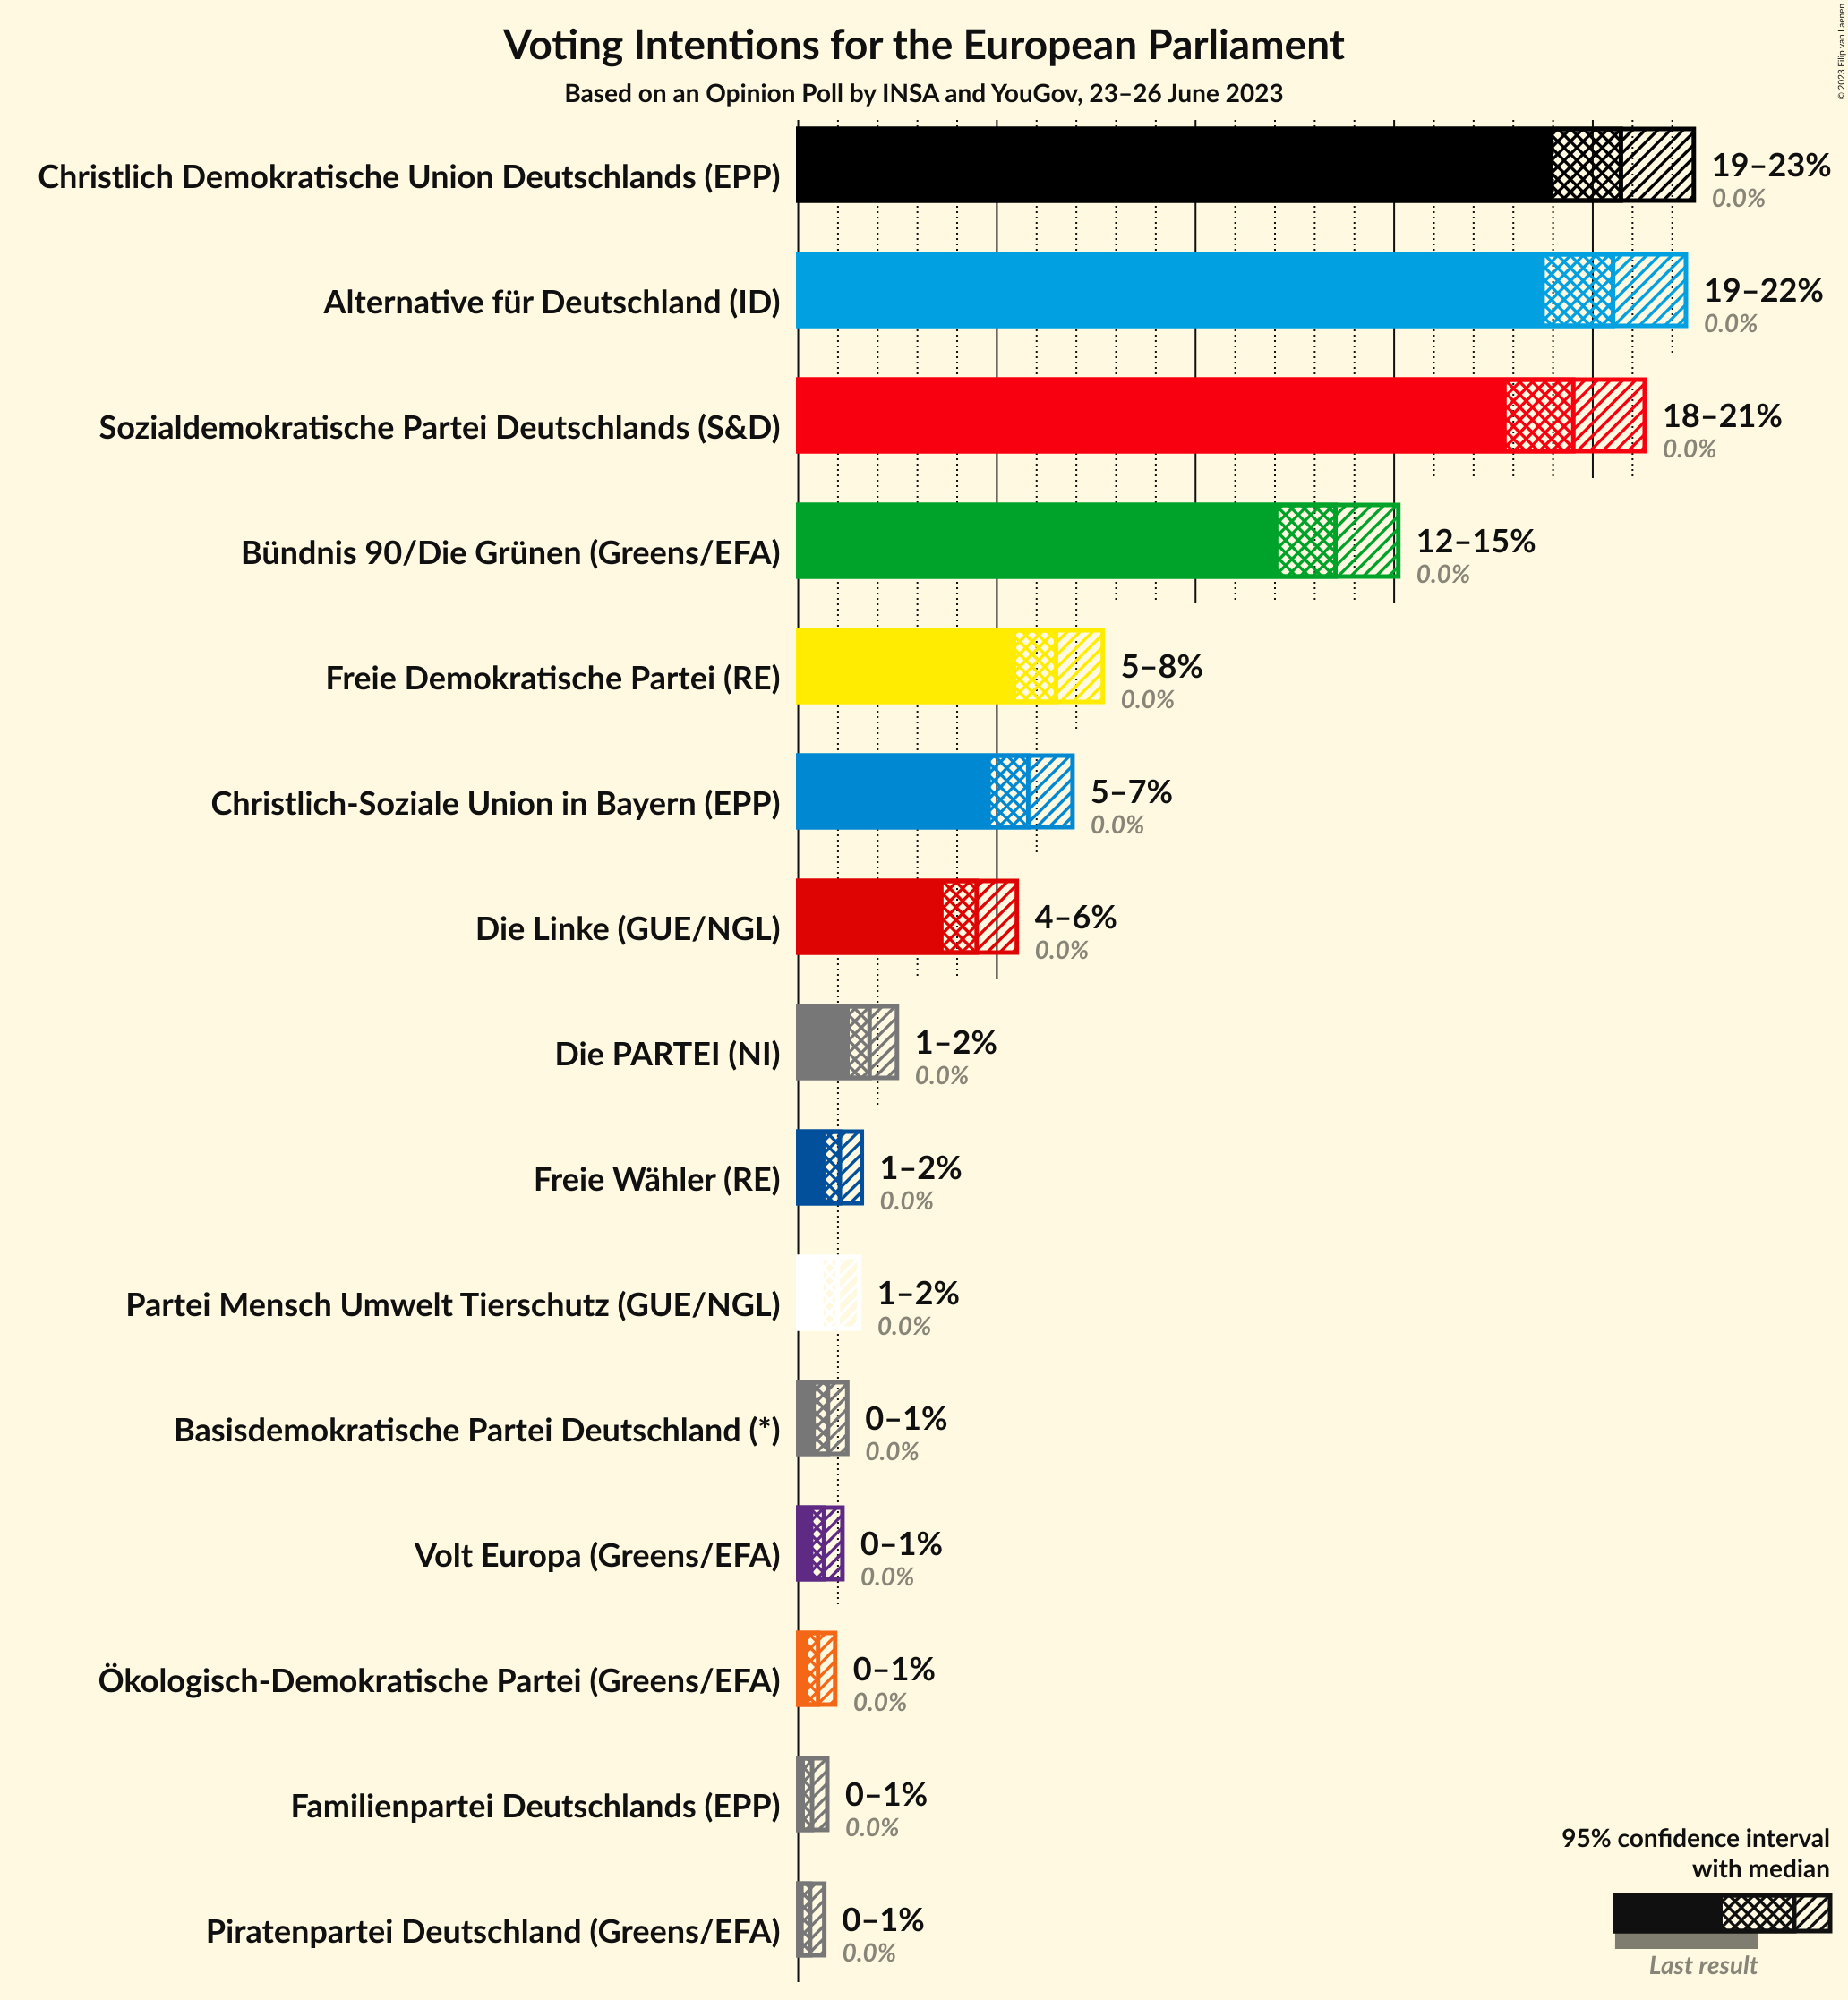 Voting Intentions for the European Parliament
Based on an Opinion Poll by INSA and YouGov, 23–26 June 2023
© 2023 Filip van Laenen
Christlich Demokratische Union Deutschlands (EPP)
19–23%
0.0%
Alternative für Deutschland (ID)
19–22%
0.0%
Sozialdemokratische Partei Deutschlands (S&D)
18–21%
0.0%
Bündnis 90/Die Grünen (Greens/EFA)
12–15%
0.0%
Freie Demokratische Partei (RE)
5–8%
0.0%
Christlich-Soziale Union in Bayern (EPP)
5–7%
0.0%
Die Linke (GUE/NGL)
4–6%
0.0%
Die PARTEI (NI)
1–2%
0.0%
Freie Wähler (RE)
1–2%
0.0%
Partei Mensch Umwelt Tierschutz (GUE/NGL)
1–2%
0.0%
Basisdemokratische Partei Deutschland (*)
0–1%
0.0%
Volt Europa (Greens/EFA)
0–1%
0.0%
Ökologisch-Demokratische Partei (Greens/EFA)
0–1%
0.0%
Familienpartei Deutschlands (EPP)
0–1%
0.0%
Piratenpartei Deutschland (Greens/EFA)
0–1%
0.0%
95% confidence interval
with median
Last result